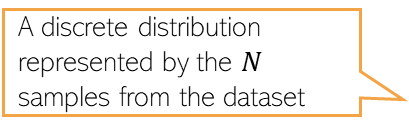 A discrete distribution
represented by the N
samples from the dataset